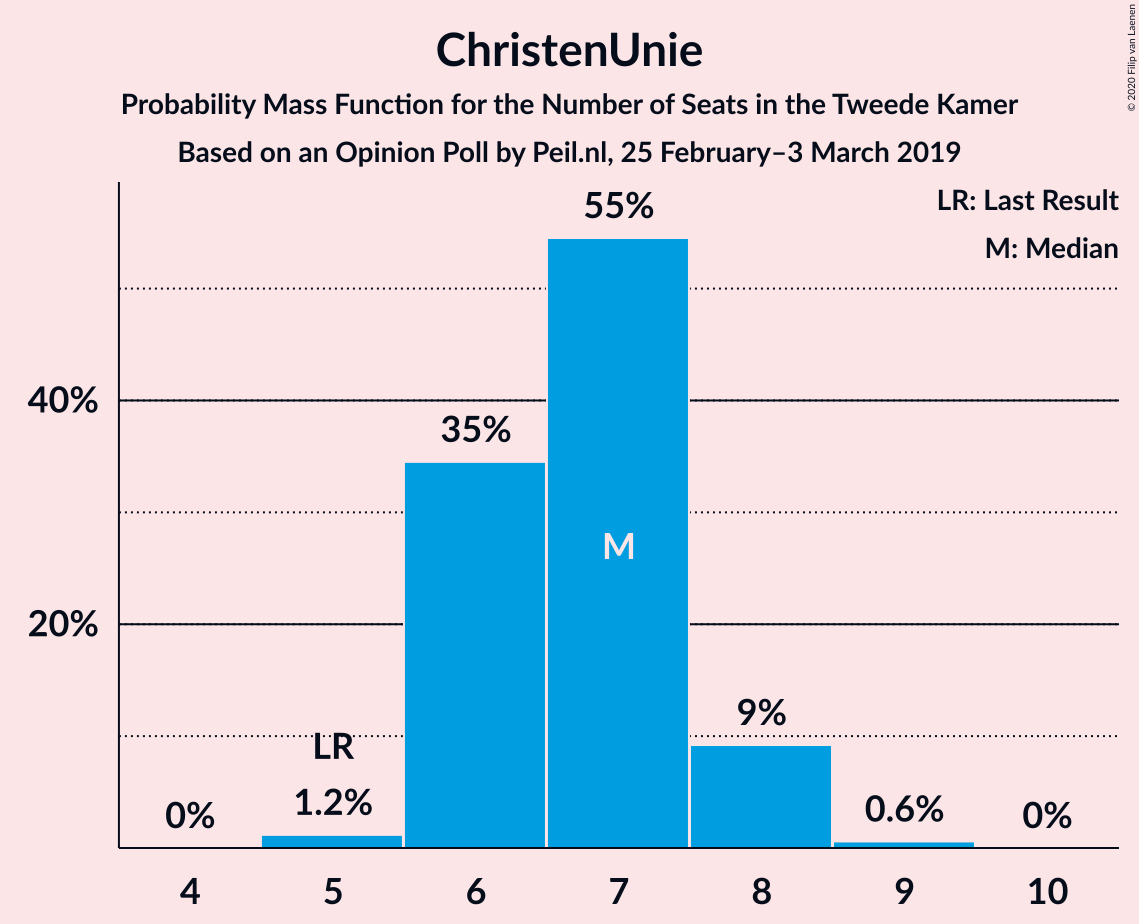 ChristenUnie
Probability Mass Function for the Number of Seats in the Tweede Kamer
Based on an Opinion Poll by Peil.nl, 25 February–3 March 2019
© 2020 Filip van Laenen
LR: Last Result
M: Median
55%
40%
35%
M
20%
9%
LR
1.2%
0%
0.6%
0%
4 5 6 7 8 9 10